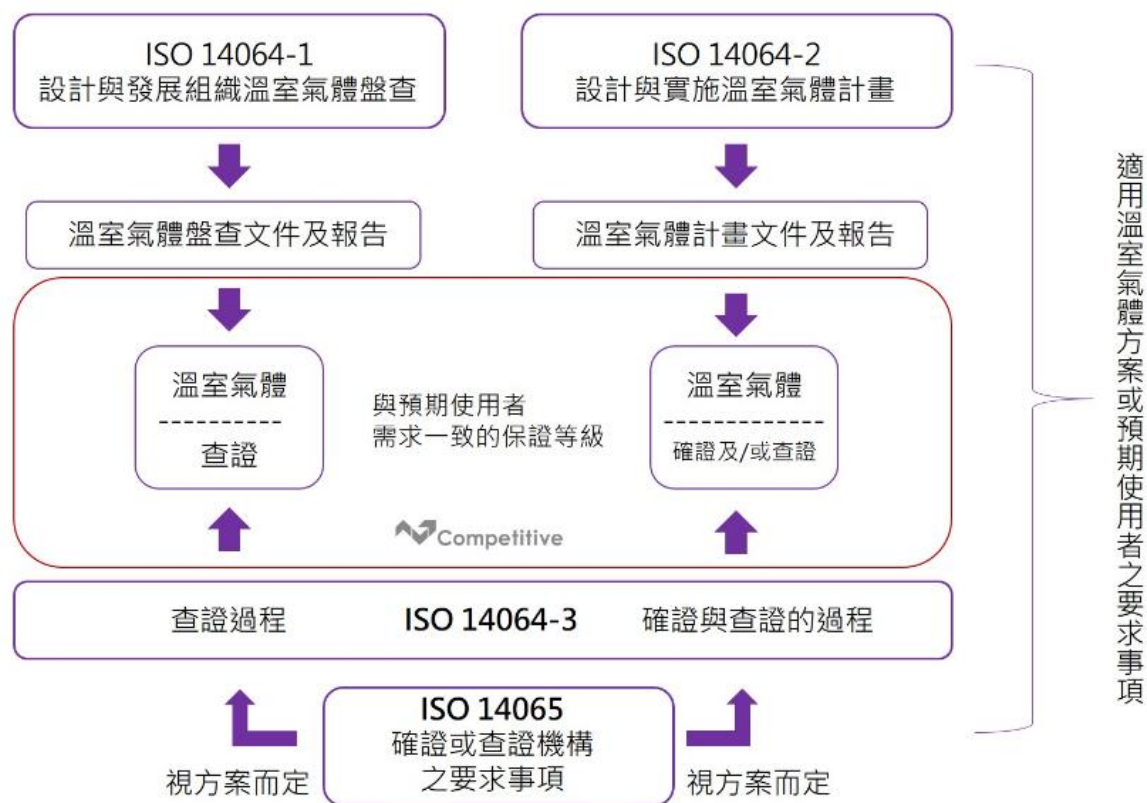 ISO 14064-1
設計與發展組織溫室氣體盤查
ISO 14064-2
設計與實施溫室氣體計畫
溫室氣體盤查文件及報告
溫室氣體計畫文件及報告
溫室氣體
查證
與預期使用者
需求一致的保證等級
溫室氣體
確證及/或查證
Competitive
查證過程
ISO 14064-3
確證與查證的過程
ISO 14065
確證或查證機構
之要求事項
視方案而定
視方案而定
適用溫室氣體方案或預期使用者之要求事項